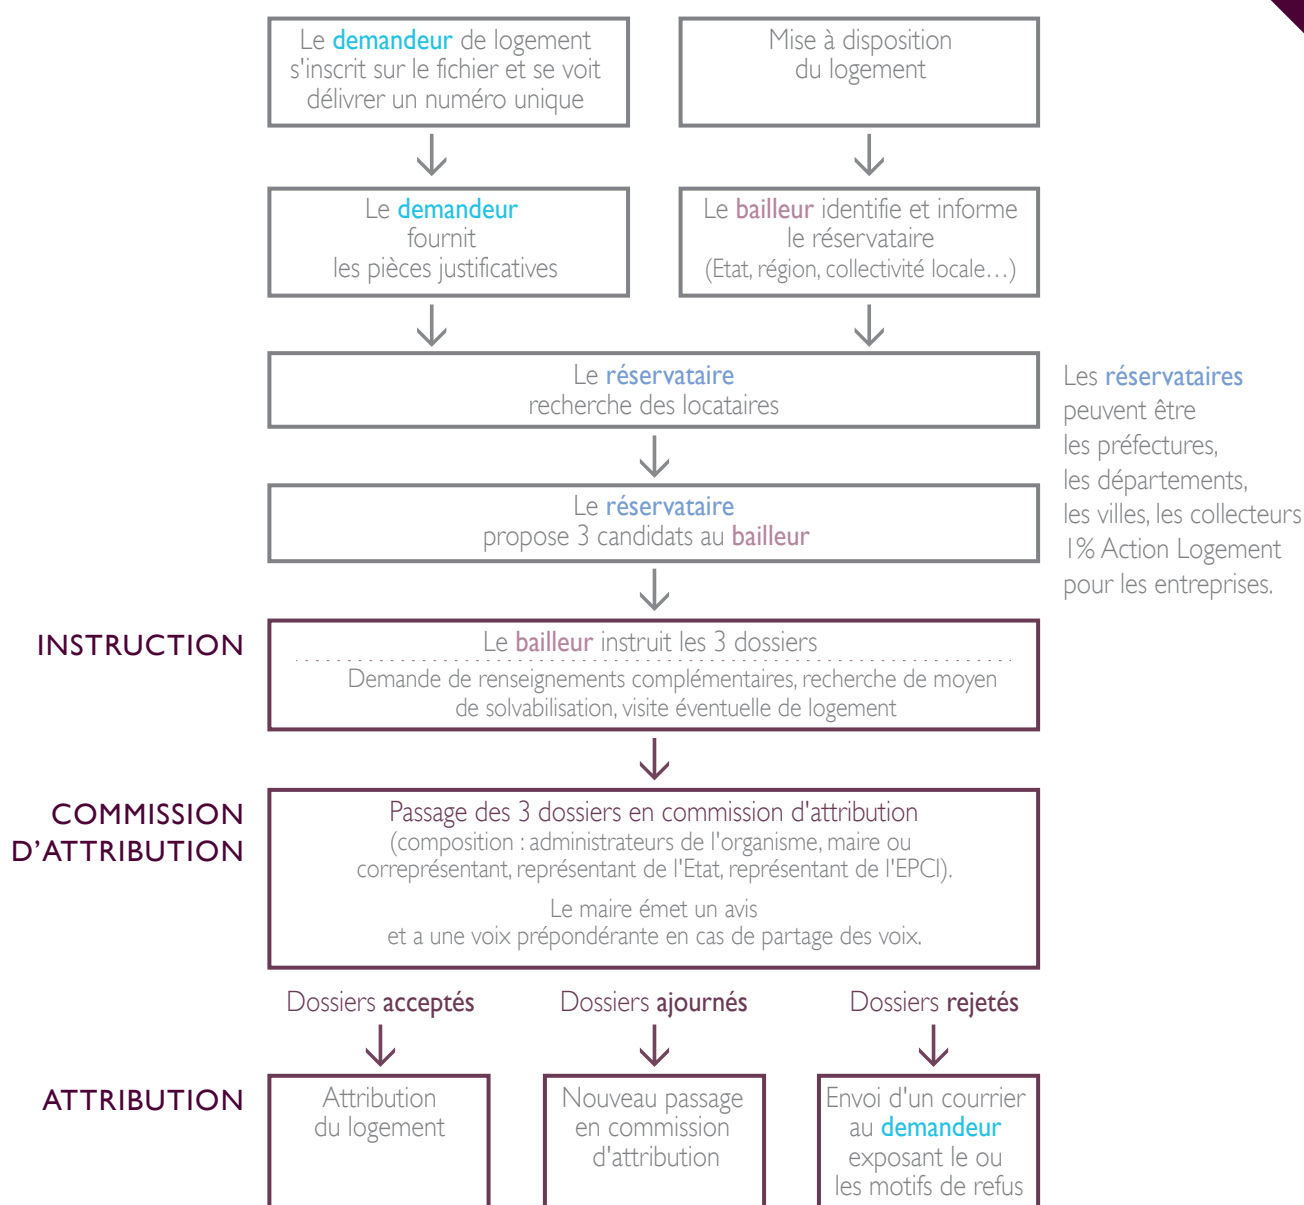 Le demandeur de logement
s'inscrit sur le fichier et se voit
délivrer un numéro unique
Mise à disposition
du logement
Le demandeur
fournit
les pièces justificatives
Le bailleur identifie et informe
le réservataire
(Etat, région, collectivité locale…)
Le réservataire
recherche des locataires
Les réservataires
peuvent être
les préfectures,
les départements,
les villes, les collecteurs
1% Action Logement
pour les entreprises.
Le réservataire
propose 3 candidats au bailleur
INSTRUCTION
Le bailleur instruit les 3 dossiers
Demande de renseignements complémentaires, recherche de moyen
de solvabilisation, visite éventuelle de logement
COMMISSION
D’ATTRIBUTION
Passage des 3 dossiers en commission d'attribution
(composition : administrateurs de l'organisme, maire ou
correprésentant, représentant de l'Etat, représentant de l'EPCI).
Le maire émet un avis
et a une voix prépondérante en cas de partage des voix.
Dossiers acceptés
Dossiers ajournés
Dossiers rejetés
ATTRIBUTION
Attribution
du logement
Nouveau passage
en commission
d'attribution
Envoi d'un courrier
au demandeur
exposant le ou
les motifs de refus